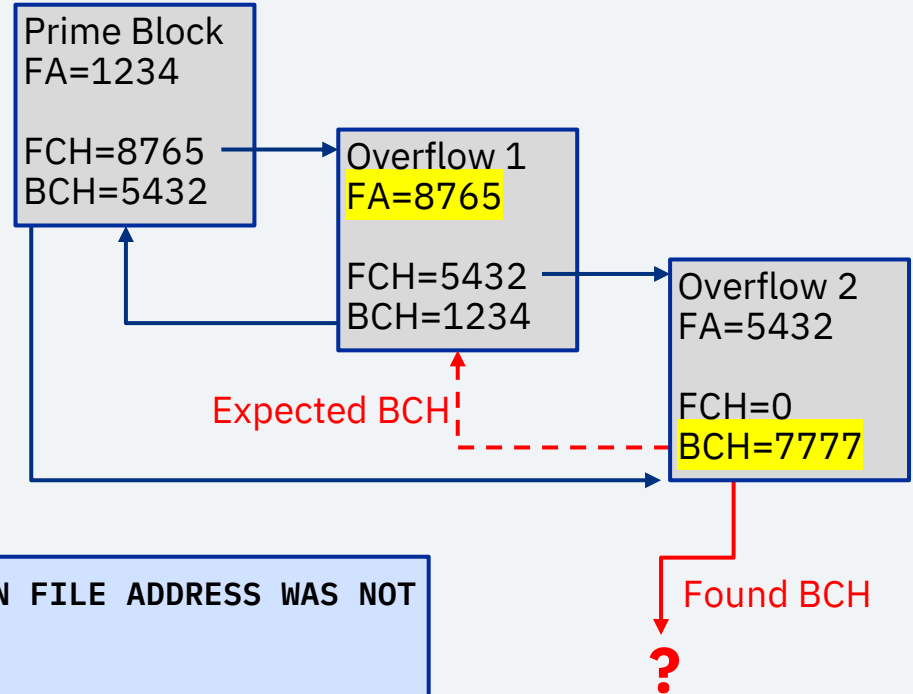 Prime Block
FA=1234
FCH=8765
BCH=5432
Overflow 1
FA=8765
FCH=5432
BCH=1234
Overflow 2
FA=5432
FCH=0
BCH=7777
Expected BCH
Found BCH
?
FILE ADDRESS WAS NOT